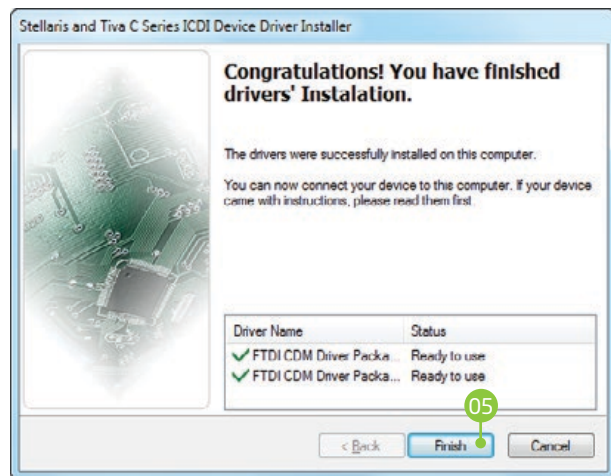 Stellaris and Tiva C Series ICDI Device Driver Installer
Congratulations! You have finished
drivers' Instalation.
The drivers were successfully installed on this computer.
You can now connect your device to this computer. If your device
came with instructions, please read them first.
Driver Name Status
FTDI CDM Driver Packa... Ready to use
FTDI CDM Driver Packa... Ready to use
05
< Back Finish Cancel